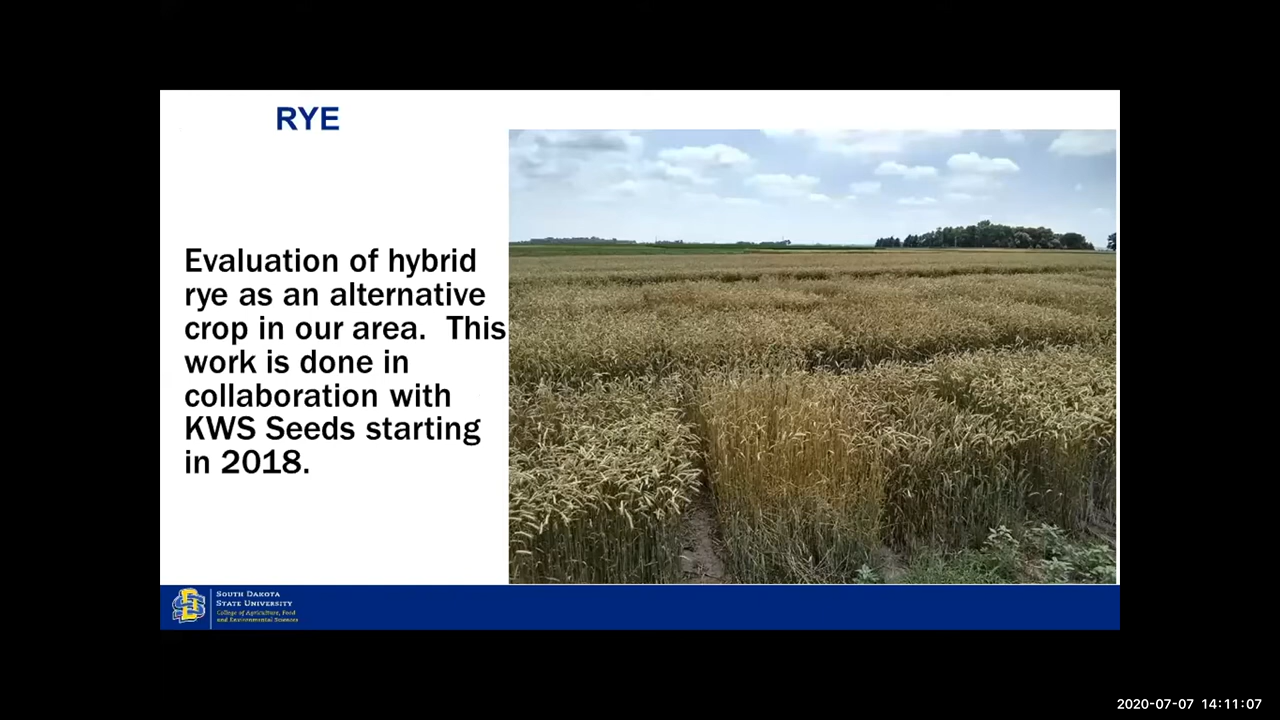 RYE
Evaluation of hybrid
rye as an alternative
crop in our area.  This
work is done in
collaboration with
KWS Seeds starting
in 2018.
SOUTH DAKOTA
STATE UNIVERSITY
College of Agriculture, Food
and Environmental Sciences
2020-07-07 14:11:07